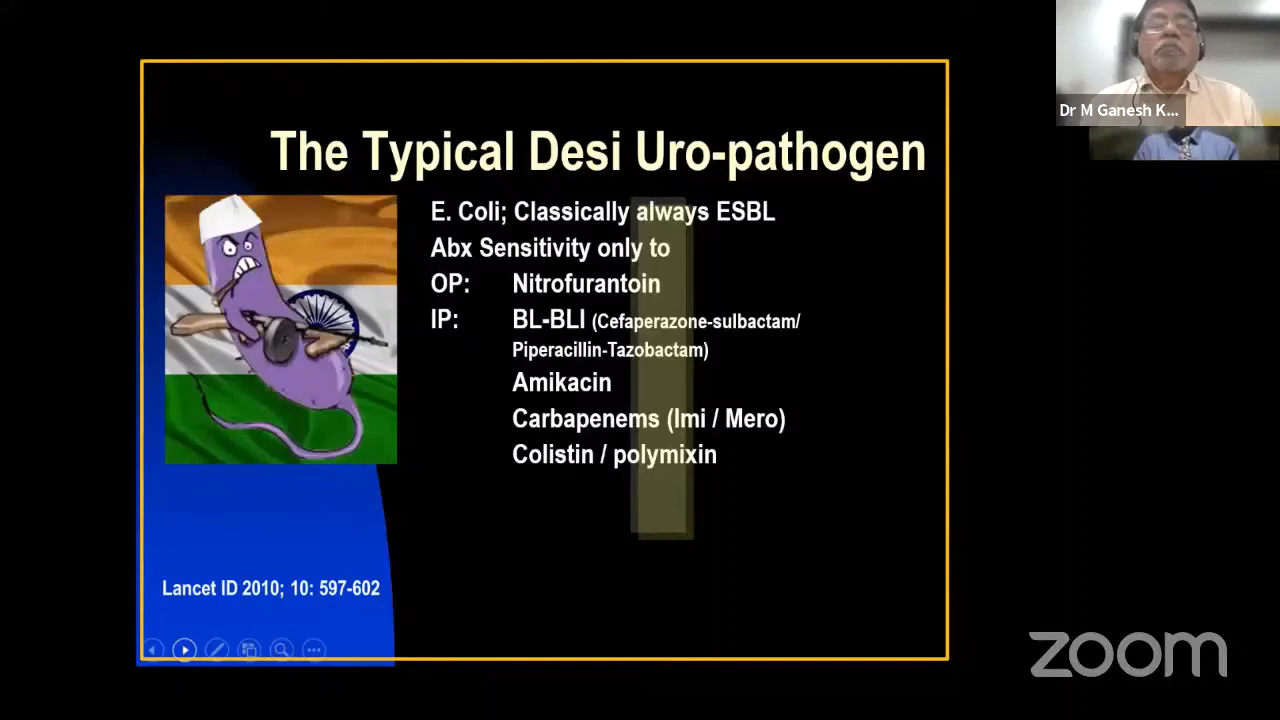 Dr M Ganesh K...
The Typical Desi Uro-pathogen
E. Coli; Classically always ESBL
Abx Sensitivity only to
OP: Nitrofurantoin
IP: BL-BLI (Cefaperazone-sulbactam/
Piperacillin-Tazobactam)
Amikacin
Carbapenems (Imi / Mero)
Colistin / polymixin
Lancet ID 2010; 10: 597-602
zoom